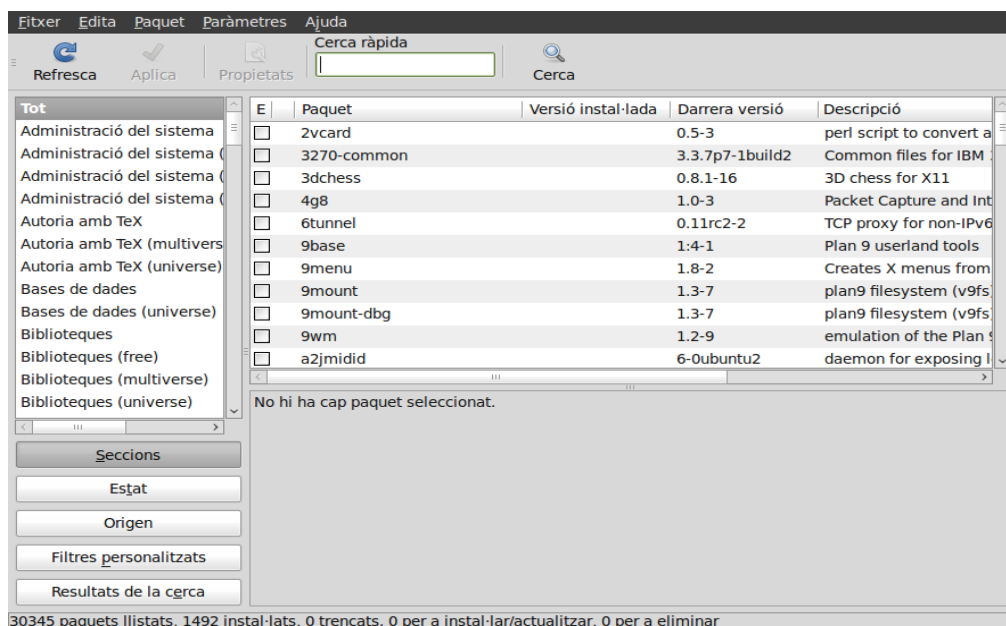 Fitxer Edita Paquet Paràmetres Ajuda
Refresca Aplica Propietats Cerca ràpida Cerca
Tot
Administració del sistema
Administració del sistema (
Administració del sistema (
Administració del sistema (
Autoria amb TeX
Autoria amb TeX (multivers
Autoria amb TeX (universe)
Bases de dades
Bases de dades (universe)
Biblioteques
Biblioteques (free)
Biblioteques (multiverse)
Biblioteques (universe)
Seccions
Estat
Origen
Filtres personalitzats
Resultats de la cerca
E Paquet Versió instal·lada Darrera versió Descripció
2vcard 0.5-3 perl script to convert a
3270-common 3.3.7p7-1build2 Common files for IBM
3dchess 0.8.1-16 3D chess for X11
4g8 1.0-3 Packet Capture and Int
6tunnel 0.11rc2-2 TCP proxy for non-IPv6
9base 1:4-1 Plan 9 userland tools
9menu 1.8-2 Creates X menus from
9mount 1.3-7 plan9 filesystem (v9fs)
9mount-dbg 1.3-7 plan9 filesystem (v9fs)
9wm 1.2-9 emulation of the Plan 9
a2jmidid 6-0ubuntu2 daemon for exposing l
No hi ha cap paquet seleccionat.
30345 paquets llistats, 1492 instal·lats, 0 trencats, 0 per a instal·lar/actualitzar, 0 per a eliminar